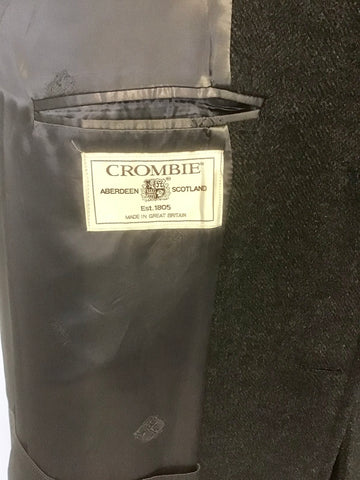 CROMBIE®
ABERDEEN SCOTLAND
Est.1805
MADE IN GREAT BRITAIN